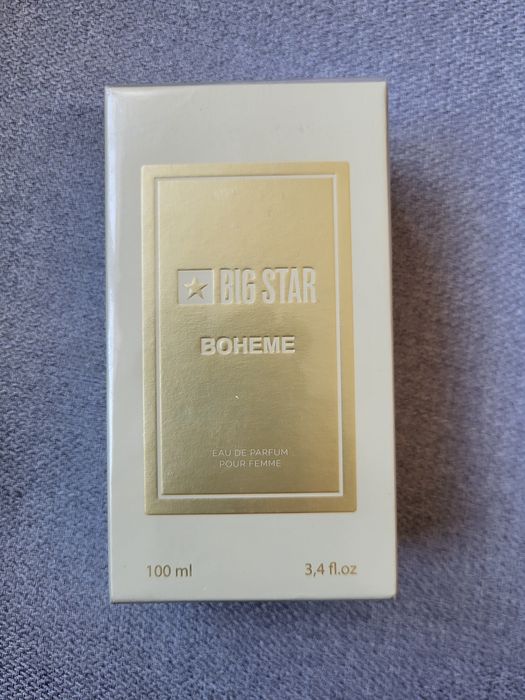 BIG STAR
BOHEME
EAU DE PARFUM
POUR FEMME
100 ml 3,4 fl.oz